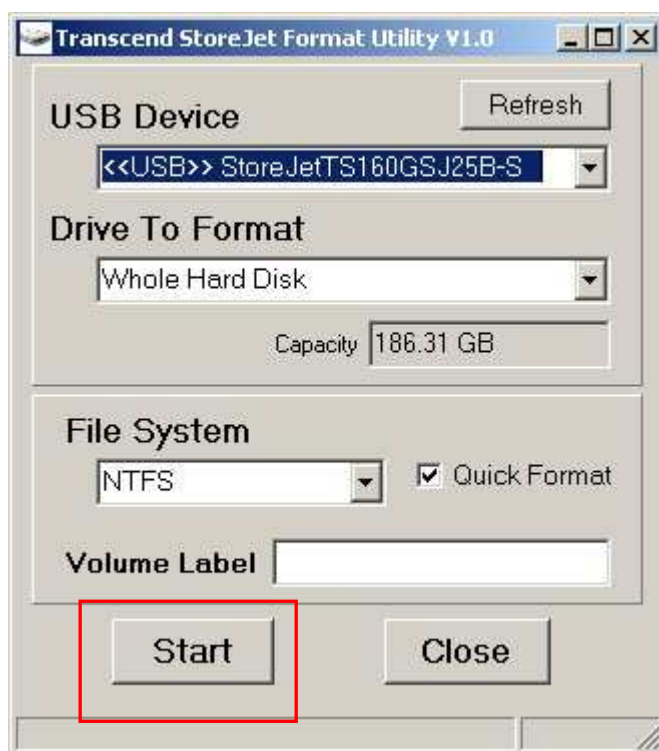 Transcend StoreJet Format Utility V1.0
USB Device
Refresh
<<USB>> StoreJetTS160GSJ25B-S
Drive To Format
Whole Hard Disk
Capacity 186.31 GB
File System
NTFS
Quick Format
Volume Label
Start
Close